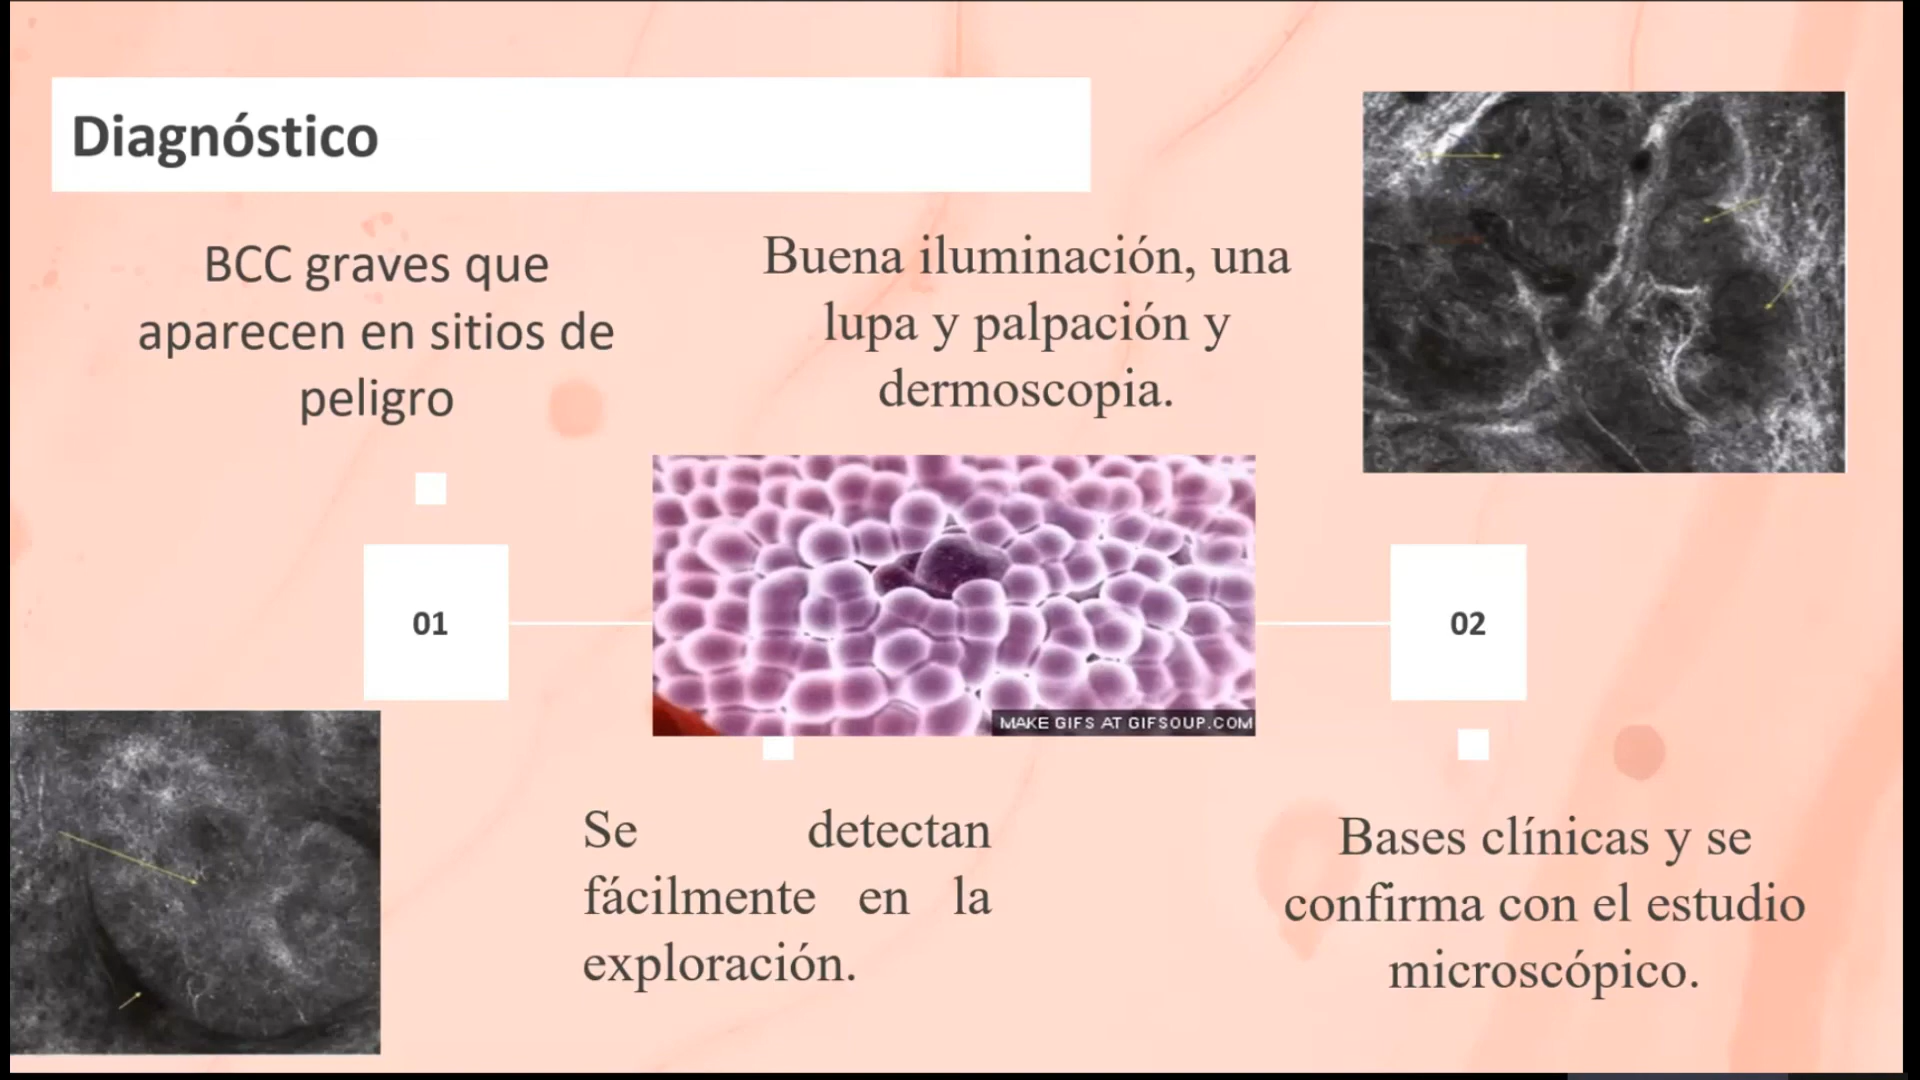 Diagnóstico
BCC graves que
aparecen en sitios de
peligro
Buena iluminación, una
lupa y palpación y
dermoscopia.
01
02
MAKE GIFS AT GIFSOUP.COM
Se detectan
fácilmente en la
exploración.
Bases clínicas y se
confirma con el estudio
microscópico.